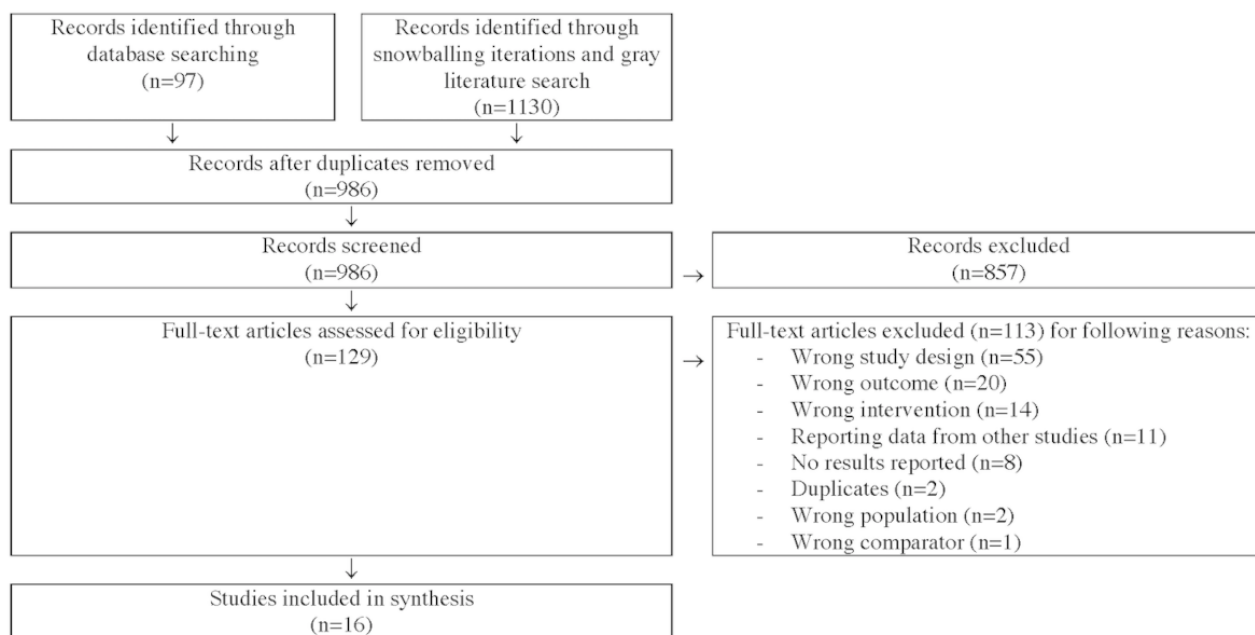 Records identified through
database searching
(n=97)
Records identified through
snowballing iterations and gray
literature search
(n=1130)
↓
↓
Records after duplicates removed
(n=986)
↓
Records screened
(n=986)
→
Records excluded
(n=857)
↓
Full-text articles assessed for eligibility
(n=129)
→
Full-text articles excluded (n=113) for following reasons:
- Wrong study design (n=55)
- Wrong outcome (n=20)
- Wrong intervention (n=14)
- Reporting data from other studies (n=11)
- No results reported (n=8)
- Duplicates (n=2)
- Wrong population (n=2)
- Wrong comparator (n=1)
↓
Studies included in synthesis
(n=16)